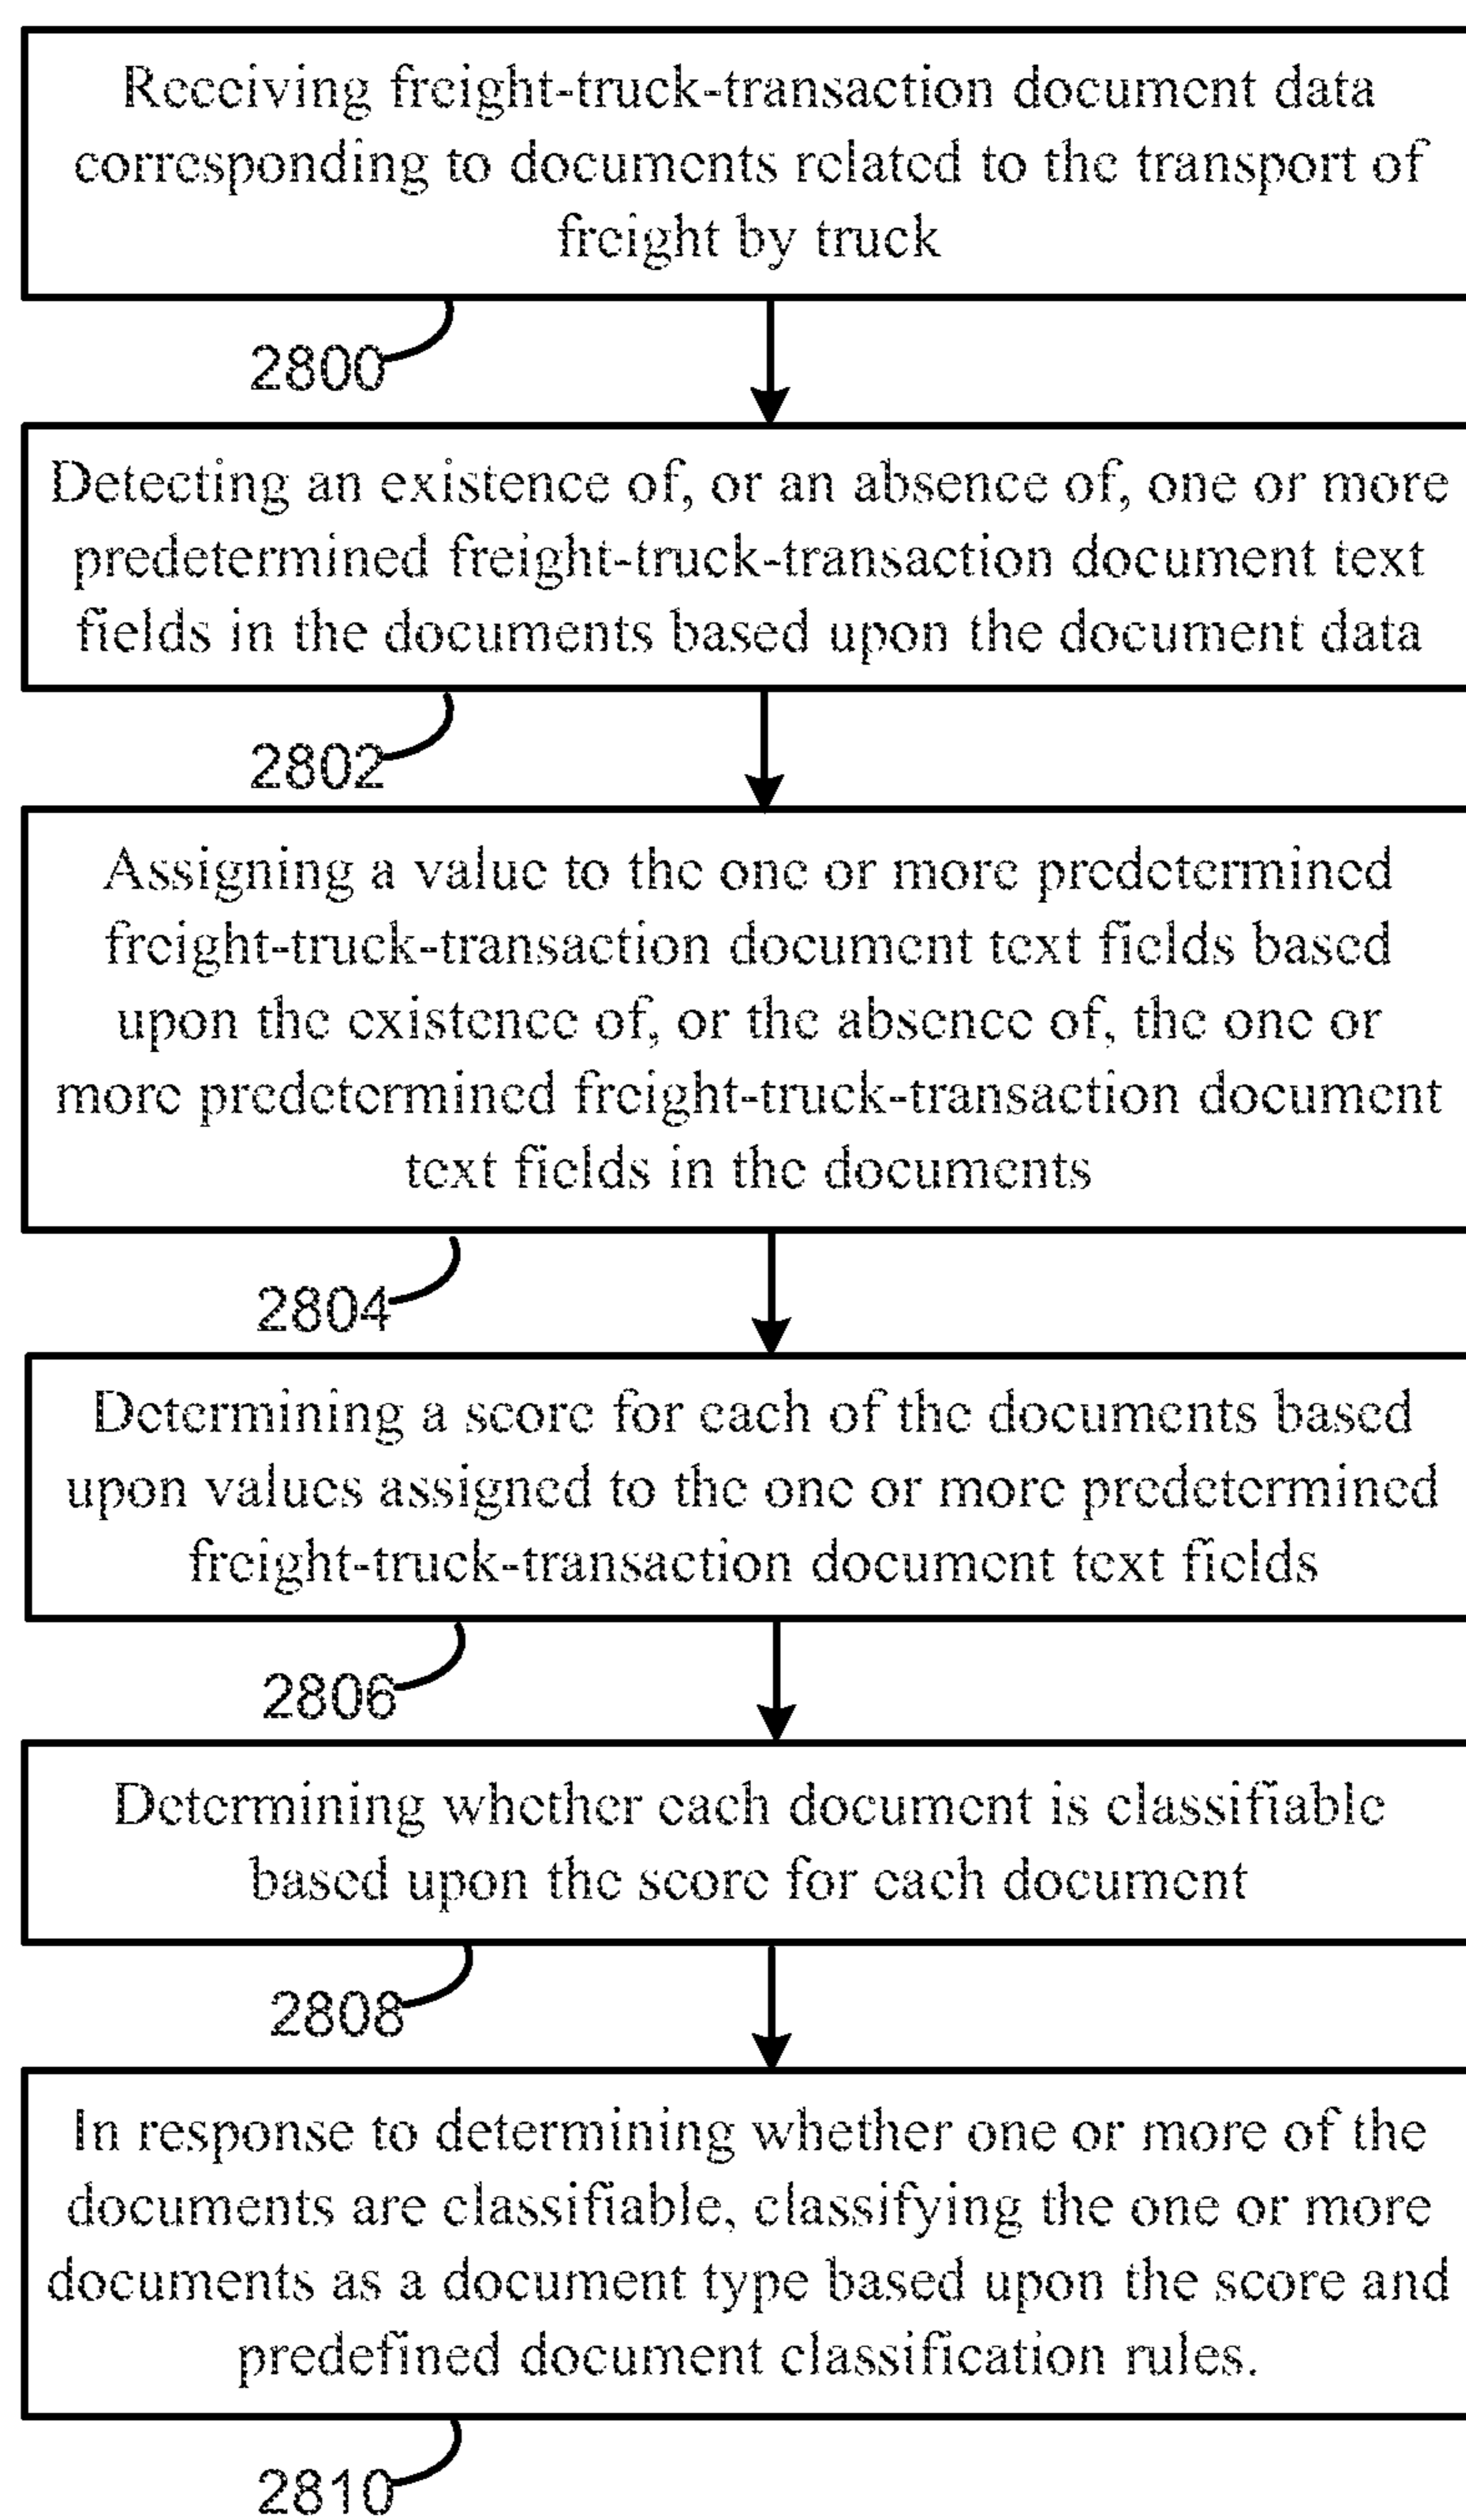 Receiving freight-truck-transaction document data
corresponding to documents related to the transport of
freight by truck
2800
Detecting an existence of, or an absence of, one or more
predetermined freight-truck-transaction document text
fields in the documents based upon the document data
2802
Assigning a value to the one or more predetermined
freight-truck-transaction document text fields based
upon the existence of, or the absence of, the one or
more predetermined freight-truck-transaction document
text fields in the documents
2804
Determining a score for each of the documents based
upon values assigned to the one or more predetermined
freight-truck-transaction document text fields
2806
Determining whether each document is classifiable
based upon the score for each document
2808
In response to determining whether one or more of the
documents are classifiable, classifying the one or more
documents as a document type based upon the score and
predefined document classification rules.
2810